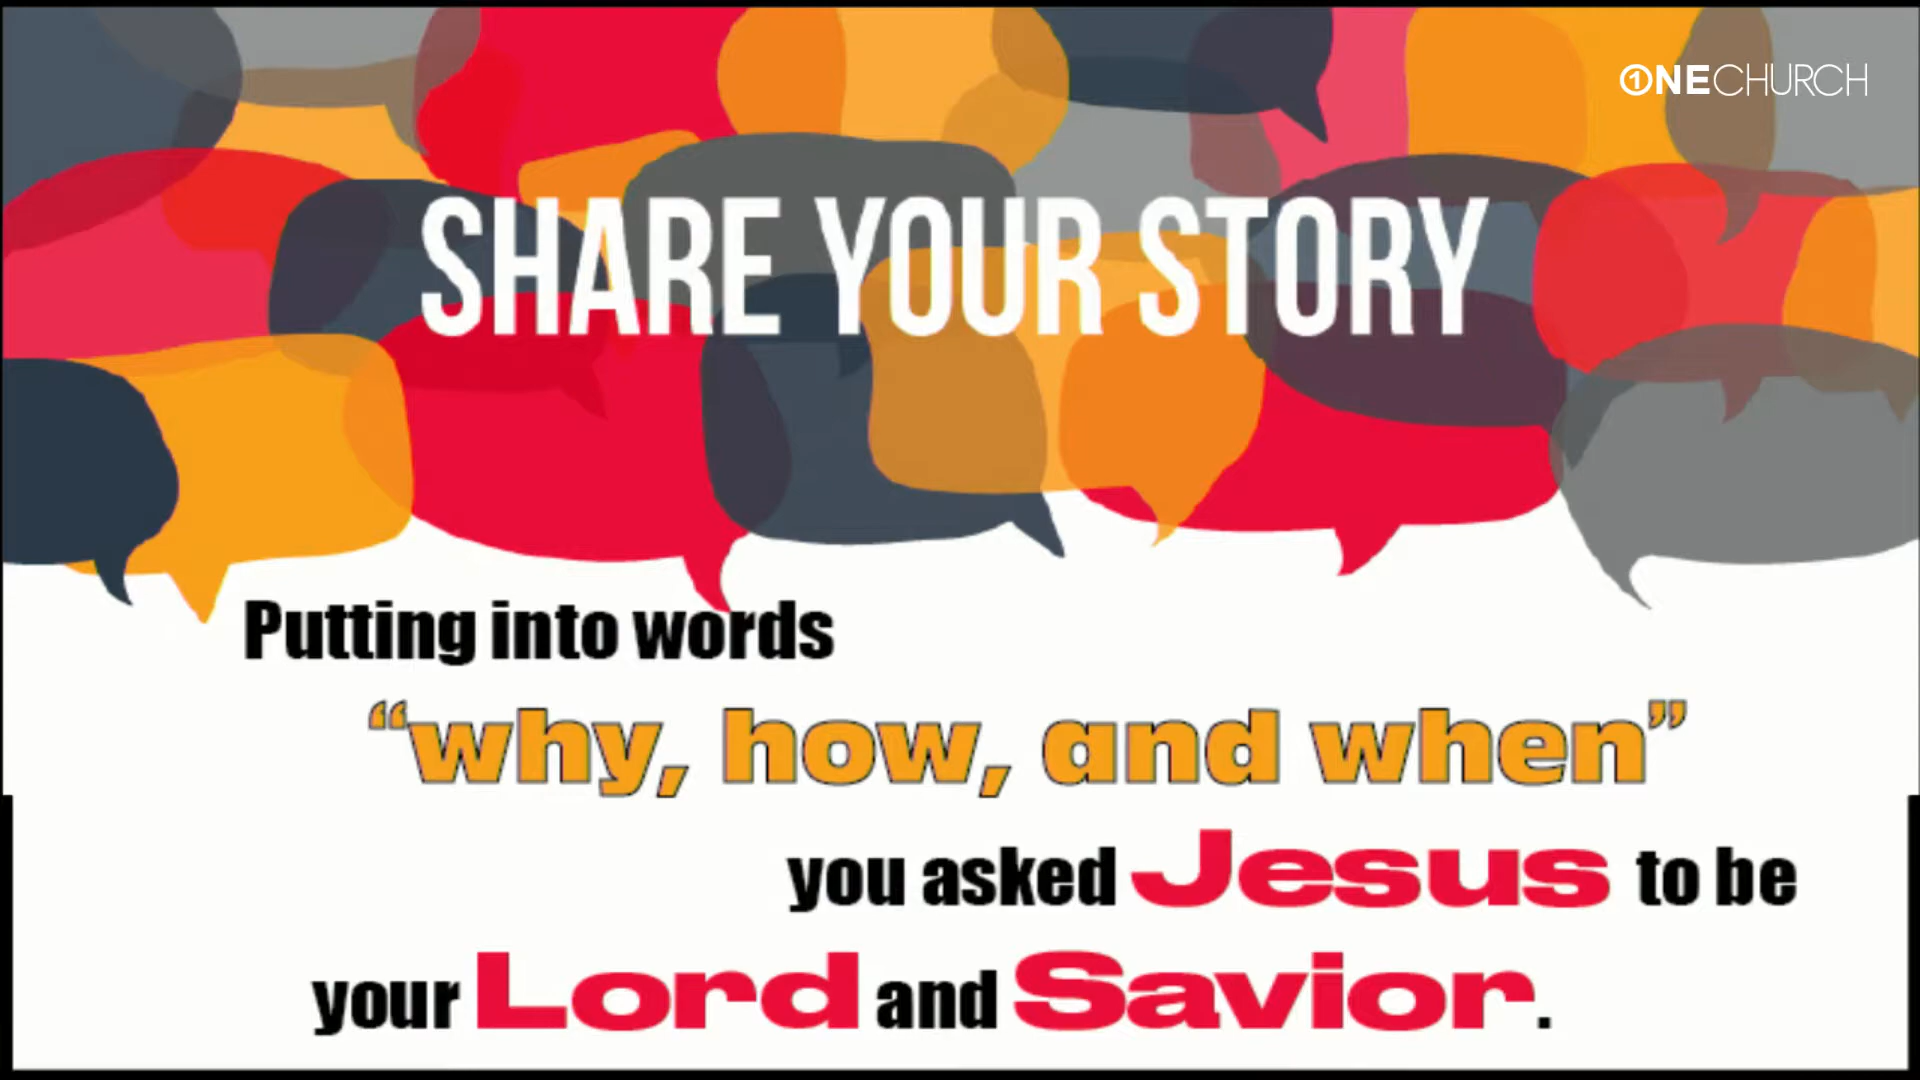 ONECHURCH
SHARE YOUR STORY
Putting into words
“why, how, and when”
you asked Jesus to be
your Lord and Savior.